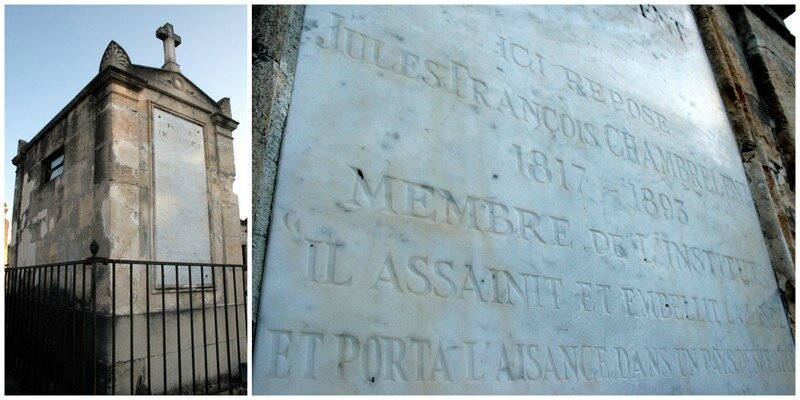 ICI REPOSE
JULES FRANÇOIS CHAMBRELENT
1817 - 1893
MEMBRE DE L'INSTITUT
"IL ASSAINIT ET EMBELLIT LA
ET PORTA L'AISANCE DANS UN PAYS